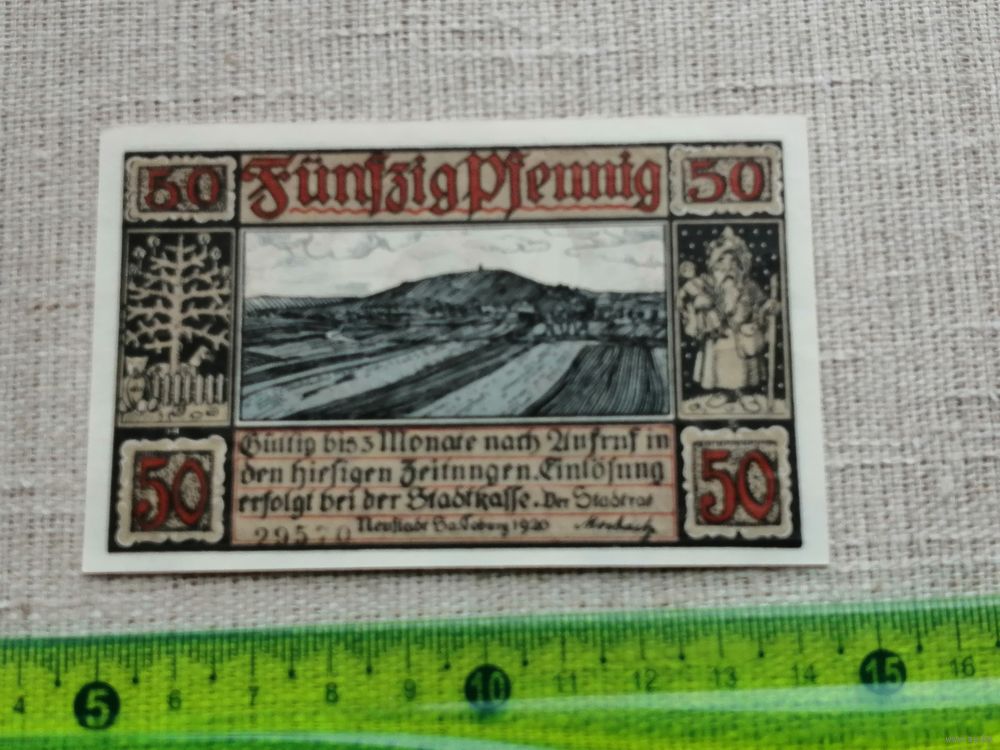 50 Fünfzig Pfennig 50
Gültig bis 3 Monate nach Aufruf in
den hiesigen Zeitungen. Einlösung
erfolgt bei der Stadtkasse. Der Stadtrat
50 50
Neustadt Sa. Coburg 1920
4 5 6 7 8 9 10 11 12 13 14 15 16